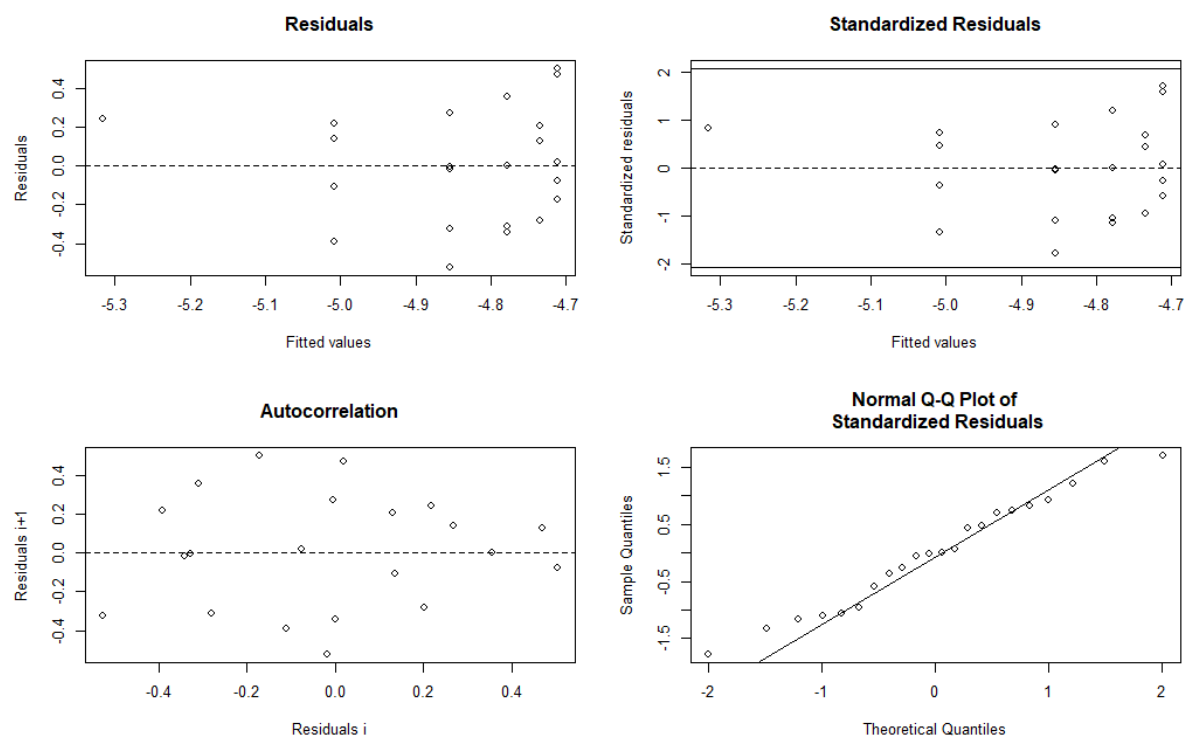 Residuals
Residuals
0.4
0.2
0.0
-0.2
-0.4
-5.3 -5.2 -5.1 -5.0 -4.9 -4.8 -4.7
Fitted values
Standardized Residuals
Standardized residuals
2
1
0
-1
-2
-5.3 -5.2 -5.1 -5.0 -4.9 -4.8 -4.7
Fitted values
Autocorrelation
Residuals i+1
0.4
0.2
0.0
-0.2
-0.4
-0.4 -0.2 0.0 0.2 0.4
Residuals i
Normal Q-Q Plot of
Standardized Residuals
Sample Quantiles
1.5
0.5
-0.5
-1.5
-2 -1 0 1 2
Theoretical Quantiles